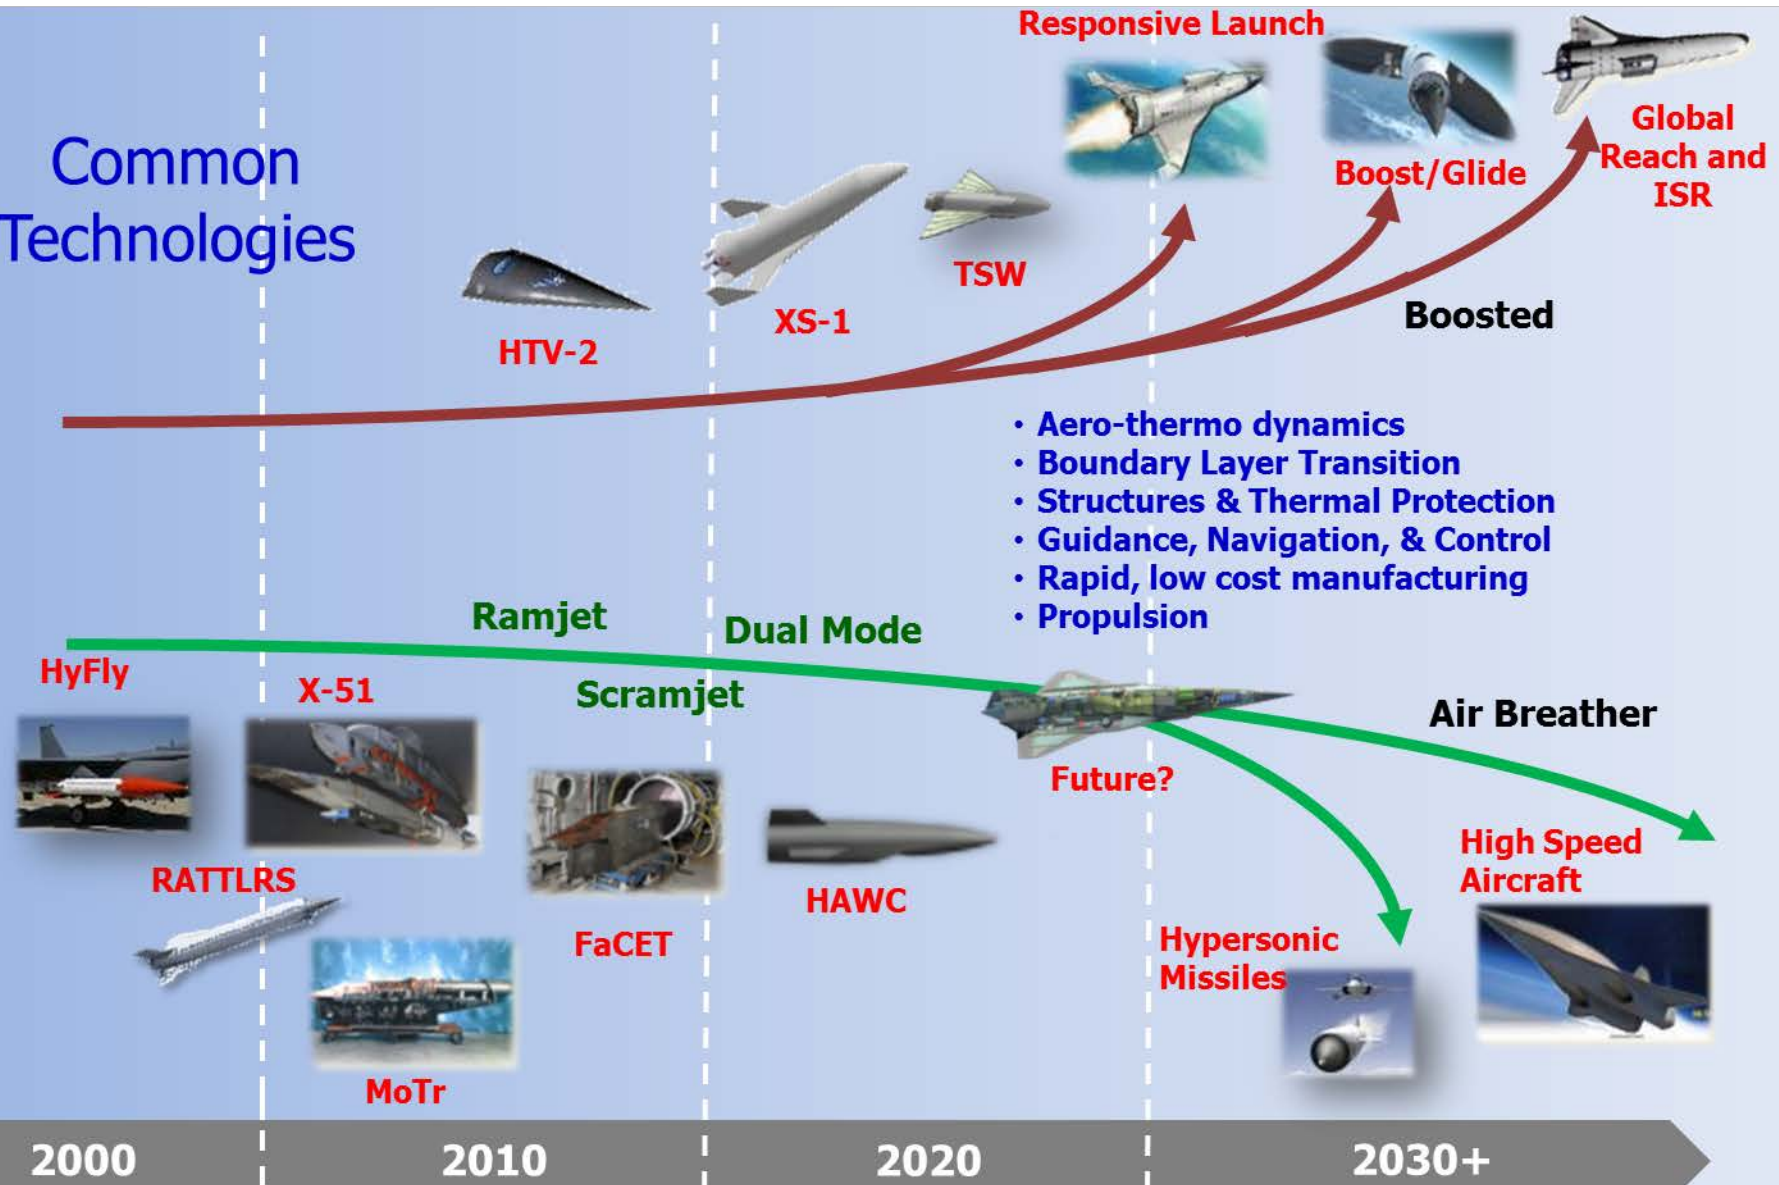 Responsive Launch
Common
Technologies
Global
Reach and
ISR
Boost/Glide
TSW
XS-1
HTV-2
Boosted
• Aero-thermo dynamics
• Boundary Layer Transition
• Structures & Thermal Protection
• Guidance, Navigation, & Control
• Rapid, low cost manufacturing
• Propulsion
Ramjet
Dual Mode
Scramjet
HyFly
X-51
Air Breather
Future?
RATTLRS
FaCET
HAWC
MoTr
High Speed
Aircraft
Hypersonic
Missiles
2000
2010
2020
2030+